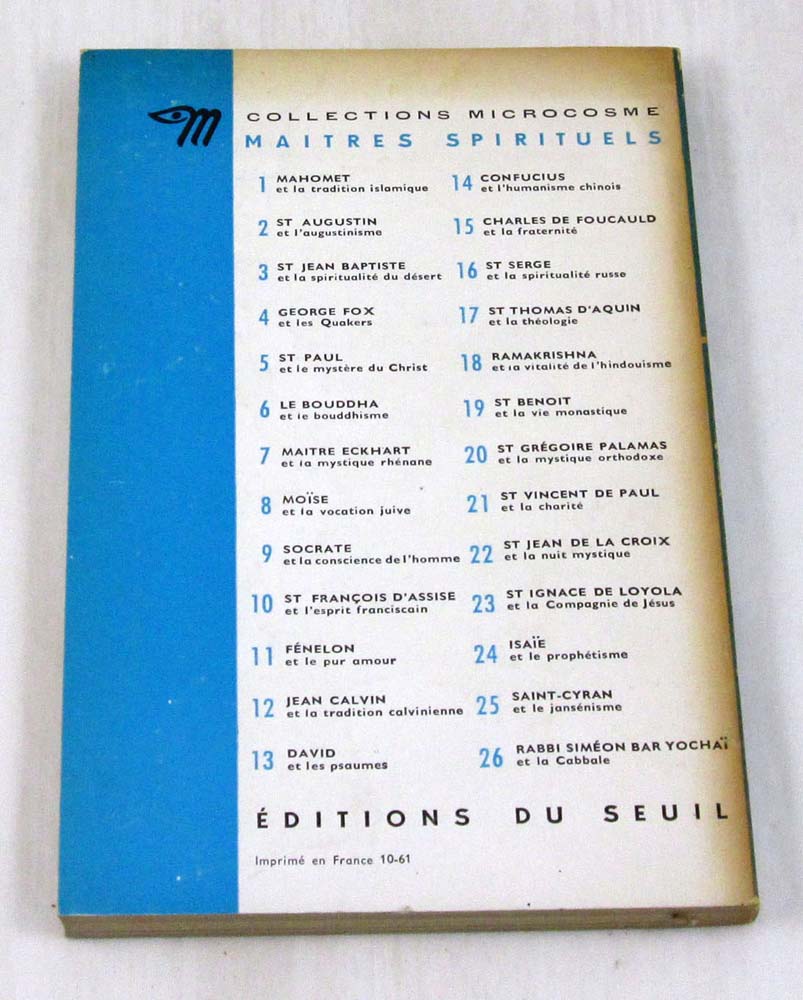 COLLECTIONS MICROCOSME
MAITRES SPIRITUELS
1 MAHOMET
et la tradition islamique
2 ST AUGUSTIN
et l'augustinisme
3 ST JEAN BAPTISTE
et la spiritualité du désert
4 GEORGE FOX
et les Quakers
5 ST PAUL
et le mystère du Christ
6 LE BOUDDHA
et le bouddhisme
7 MAITRE ECKHART
et la mystique rhénane
8 MOÏSE
et la vocation juive
9 SOCRATE
et la conscience de l'homme
10 ST FRANÇOIS D'ASSISE
et l'esprit franciscain
11 FÉNELON
et le pur amour
12 JEAN CALVIN
et la tradition calvinienne
13 DAVID
et les psaumes
14 CONFUCIUS
et l'humanisme chinois
15 CHARLES DE FOUCAULD
et la fraternité
16 ST SERGE
et la spiritualité russe
17 ST THOMAS D'AQUIN
et la théologie
18 RAMAKRISHNA
et la vitalité de l'hindouisme
19 ST BENOIT
et la vie monastique
20 ST GRÉGOIRE PALAMAS
et la mystique orthodoxe
21 ST VINCENT DE PAUL
et la charité
22 ST JEAN DE LA CROIX
et la nuit mystique
23 ST IGNACE DE LOYOLA
et la Compagnie de Jésus
24 ISAÏE
et le prophétisme
25 SAINT-CYRAN
et le jansénisme
26 RABBI SIMÉON BAR YOCHAÏ
et la Cabbale
ÉDITIONS DU SEUIL
Imprimé en France 10-61